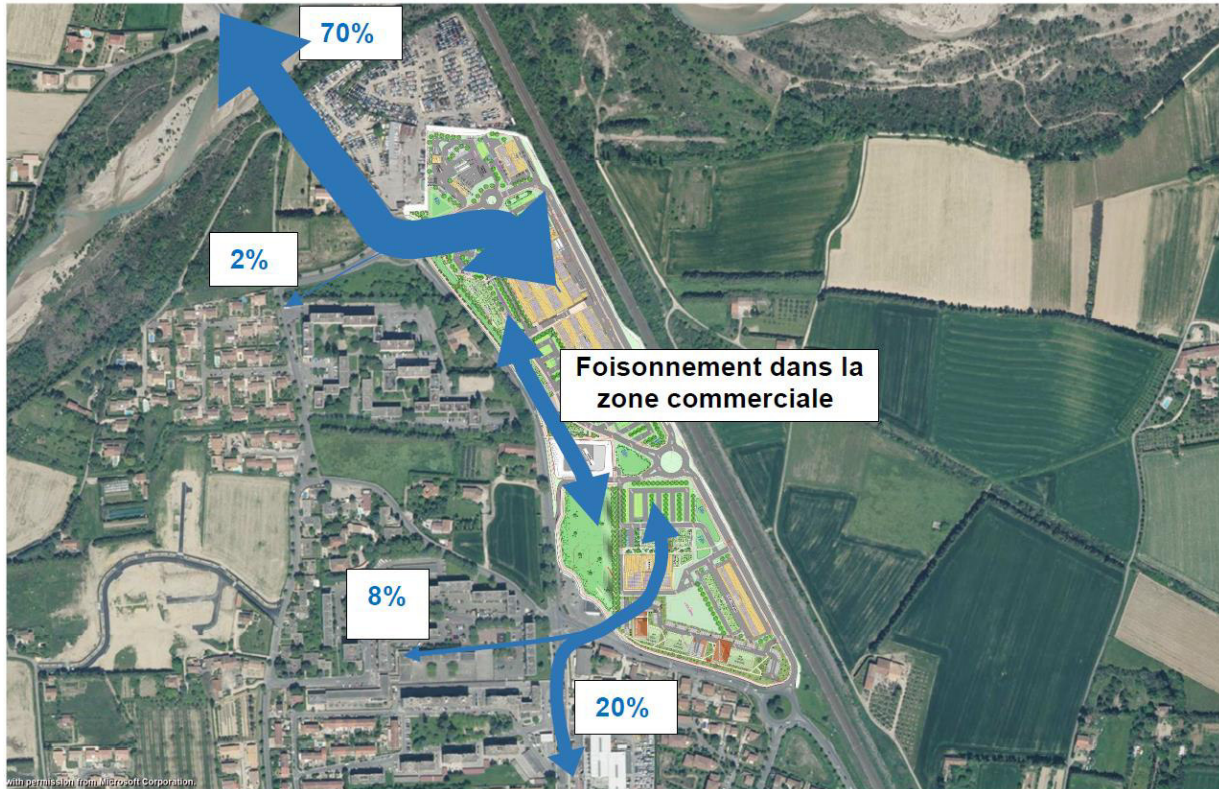 70%
2%
Foisonnement dans la
zone commerciale
8%
20%
with permission from Microsoft Corporation.